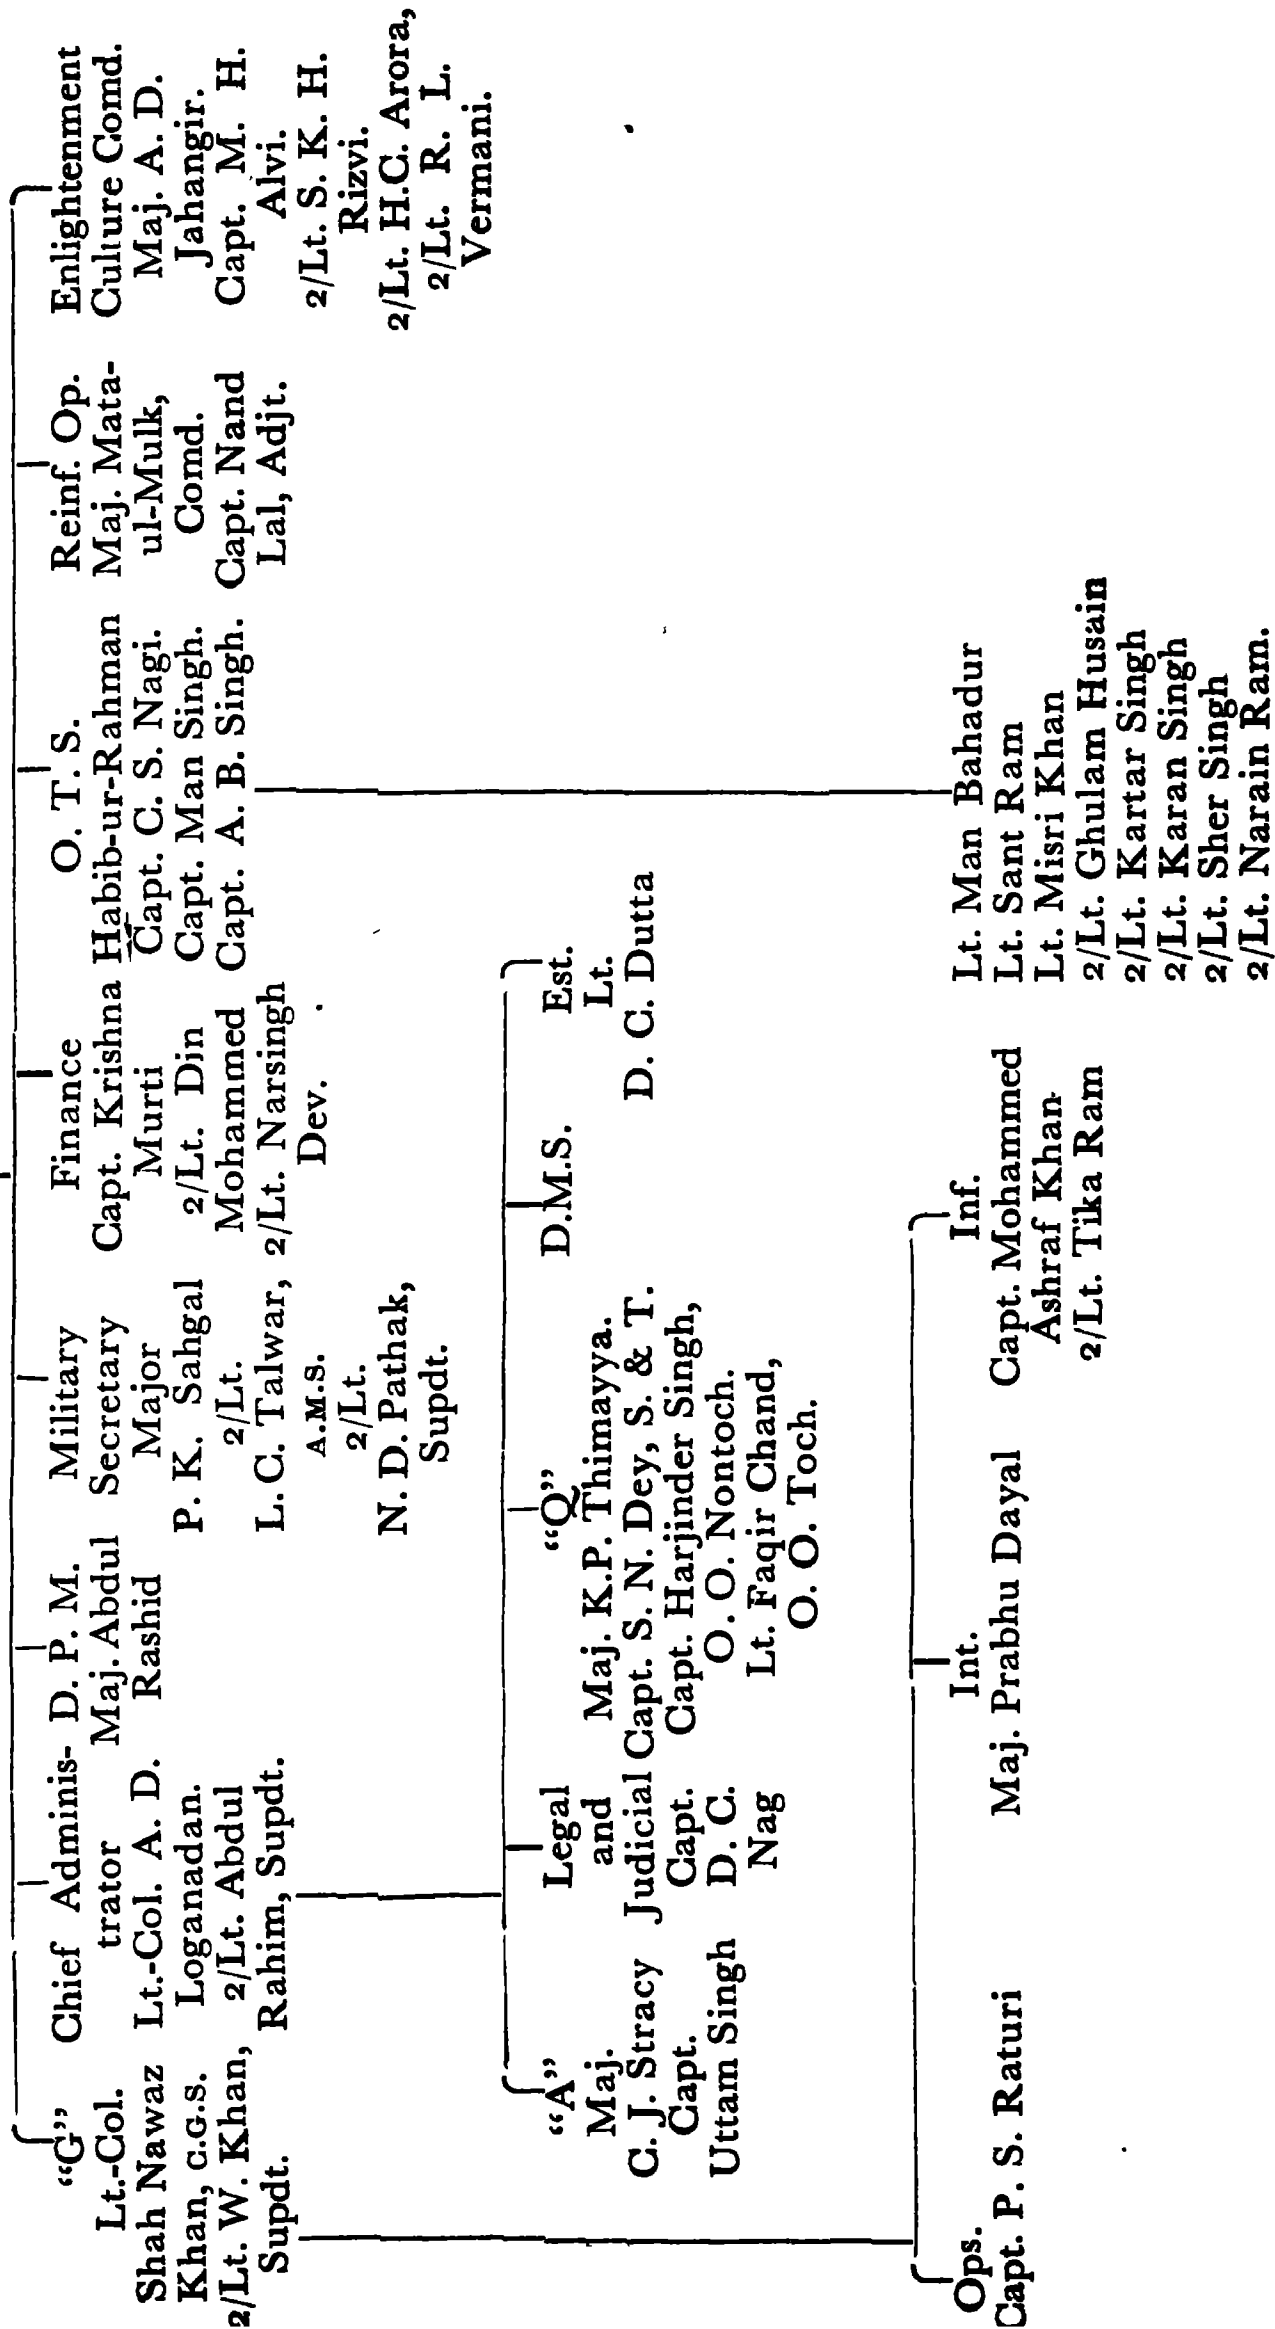 “G”
Lt.-Col.
Shah Nawaz
Khan, C.G.S.
2/Lt. W. Khan,
Supdt.
Chief Adminis-
trator
Lt.-Col. A. D.
Loganadan.
2/Lt. Abdul
Rahim, Supdt.
D. P. M.
Maj. Abdul
Rashid
Military
Secretary
Major
P. K. Sahgal
2/Lt.
L. C. Talwar,
A.M.S.
2/Lt.
N. D. Pathak,
Supdt.
Finance
Capt. Krishna
Murti
2/Lt. Din
Mohammed
2/Lt. Narsingh
Dev.
O. T. S.
Habib-ur-Rahman
Capt. C. S. Nagi.
Capt. Man Singh.
Capt. A. B. Singh.
Reinf. Op.
Maj. Mata-
ul-Mulk,
Comd.
Capt. Nand
Lal, Adjt.
Enlightenment
Culture Comd.
Maj. A. D.
Jahangir.
Capt. M. H.
Alvi.
2/Lt. S. K. H.
Rizvi.
2/Lt. H.C. Arora,
2/Lt. R. L.
Vermani.
“A”
Maj.
C. J. Stracy
Capt.
Uttam Singh
Legal
and
Judicial
Capt.
D. C.
Nag
“Q”
Maj. K.P. Thimayya.
Capt. S. N. Dey, S. & T.
Capt. Harjinder Singh,
O. O. Nontoch.
Lt. Faqir Chand,
O. O. Toch.
D.M.S.
Est.
Lt.
D. C. Dutta
Ops.
Capt. P. S. Raturi
Int.
Maj. Prabhu Dayal
Inf.
Capt. Mohammed
Ashraf Khan
2/Lt. Tika Ram
Lt. Man Bahadur
Lt. Sant Ram
Lt. Misri Khan
2/Lt. Ghulam Husain
2/Lt. Kartar Singh
2/Lt. Karan Singh
2/Lt. Sher Singh
2/Lt. Narain Ram.